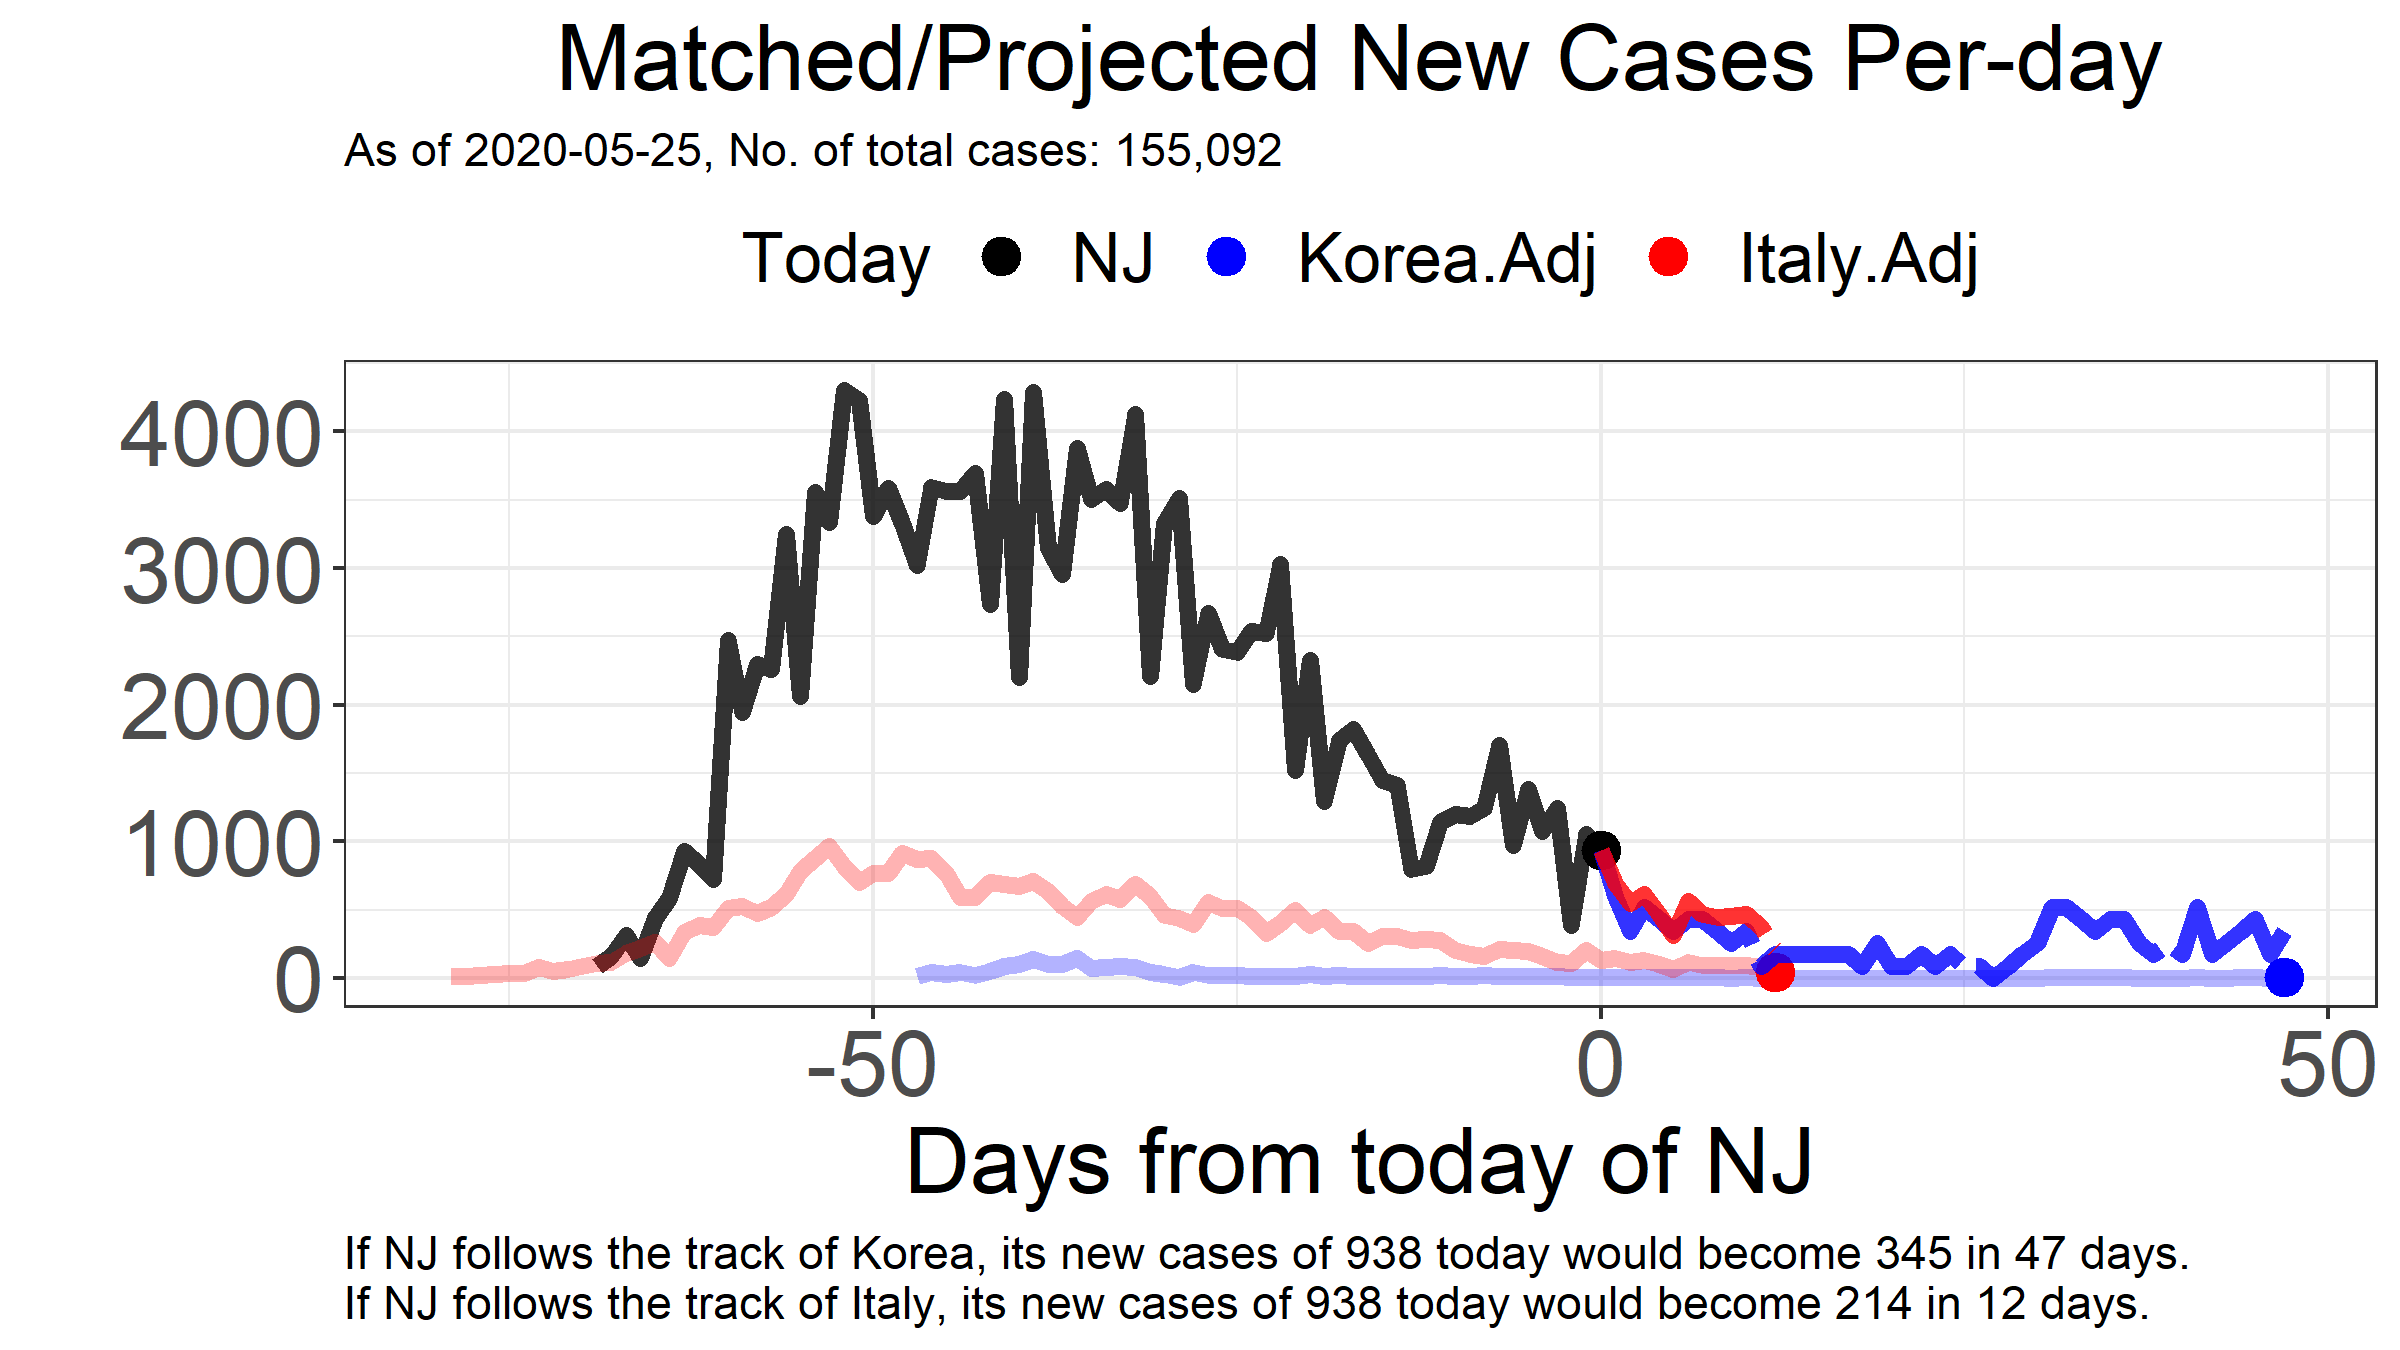 Matched/Projected New Cases Per-day
As of 2020-05-25, No. of total cases: 155,092
Today NJ Korea.Adj Italy.Adj
4000
3000
2000
1000
0
-50 0 50
Days from today of NJ
If NJ follows the track of Korea, its new cases of 938 today would become 345 in 47 days.
If NJ follows the track of Italy, its new cases of 938 today would become 214 in 12 days.